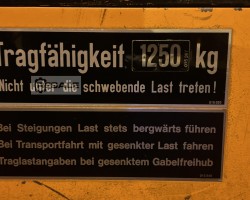 Tragfähigkeit 1250 kg
Nicht unter die schwebende Last treten !
Bei Steigungen Last stets bergwärts führen
Bei Transportfahrt mit gesenkter Last fahren
Traglastangaben bei gesenktem Gabelfreihub